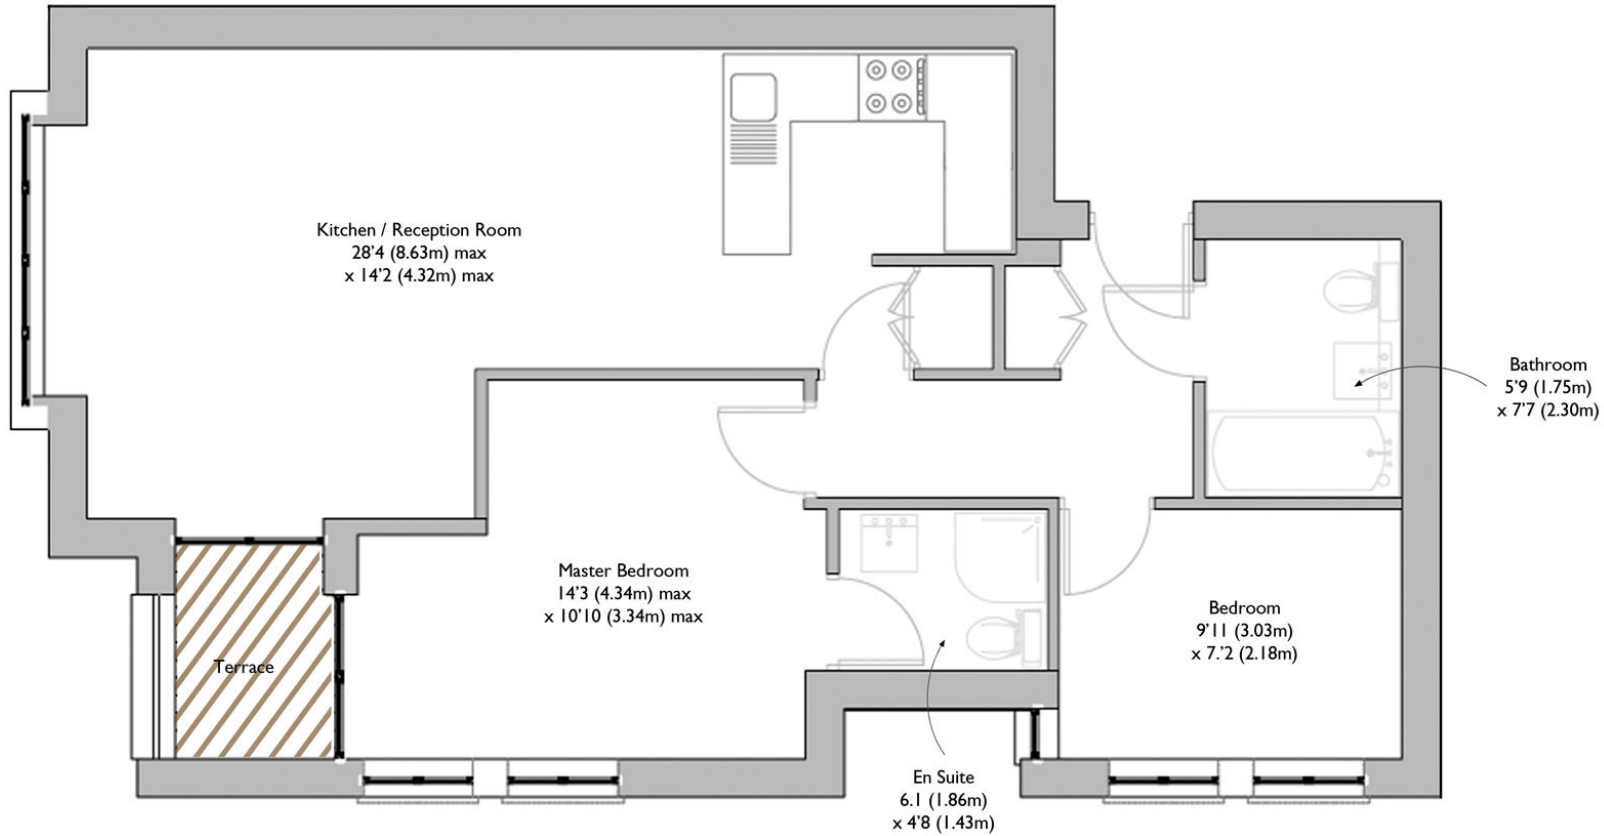 Kitchen / Reception Room
28'4 (8.63m) max
x 14'2 (4.32m) max
Bathroom
5'9 (1.75m)
x 7'7 (2.30m)
Master Bedroom
14'3 (4.34m) max
x 10'10 (3.34m) max
Bedroom
9'11 (3.03m)
x 7.'2 (2.18m)
Terrace
En Suite
6.1 (1.86m)
x 4'8 (1.43m)